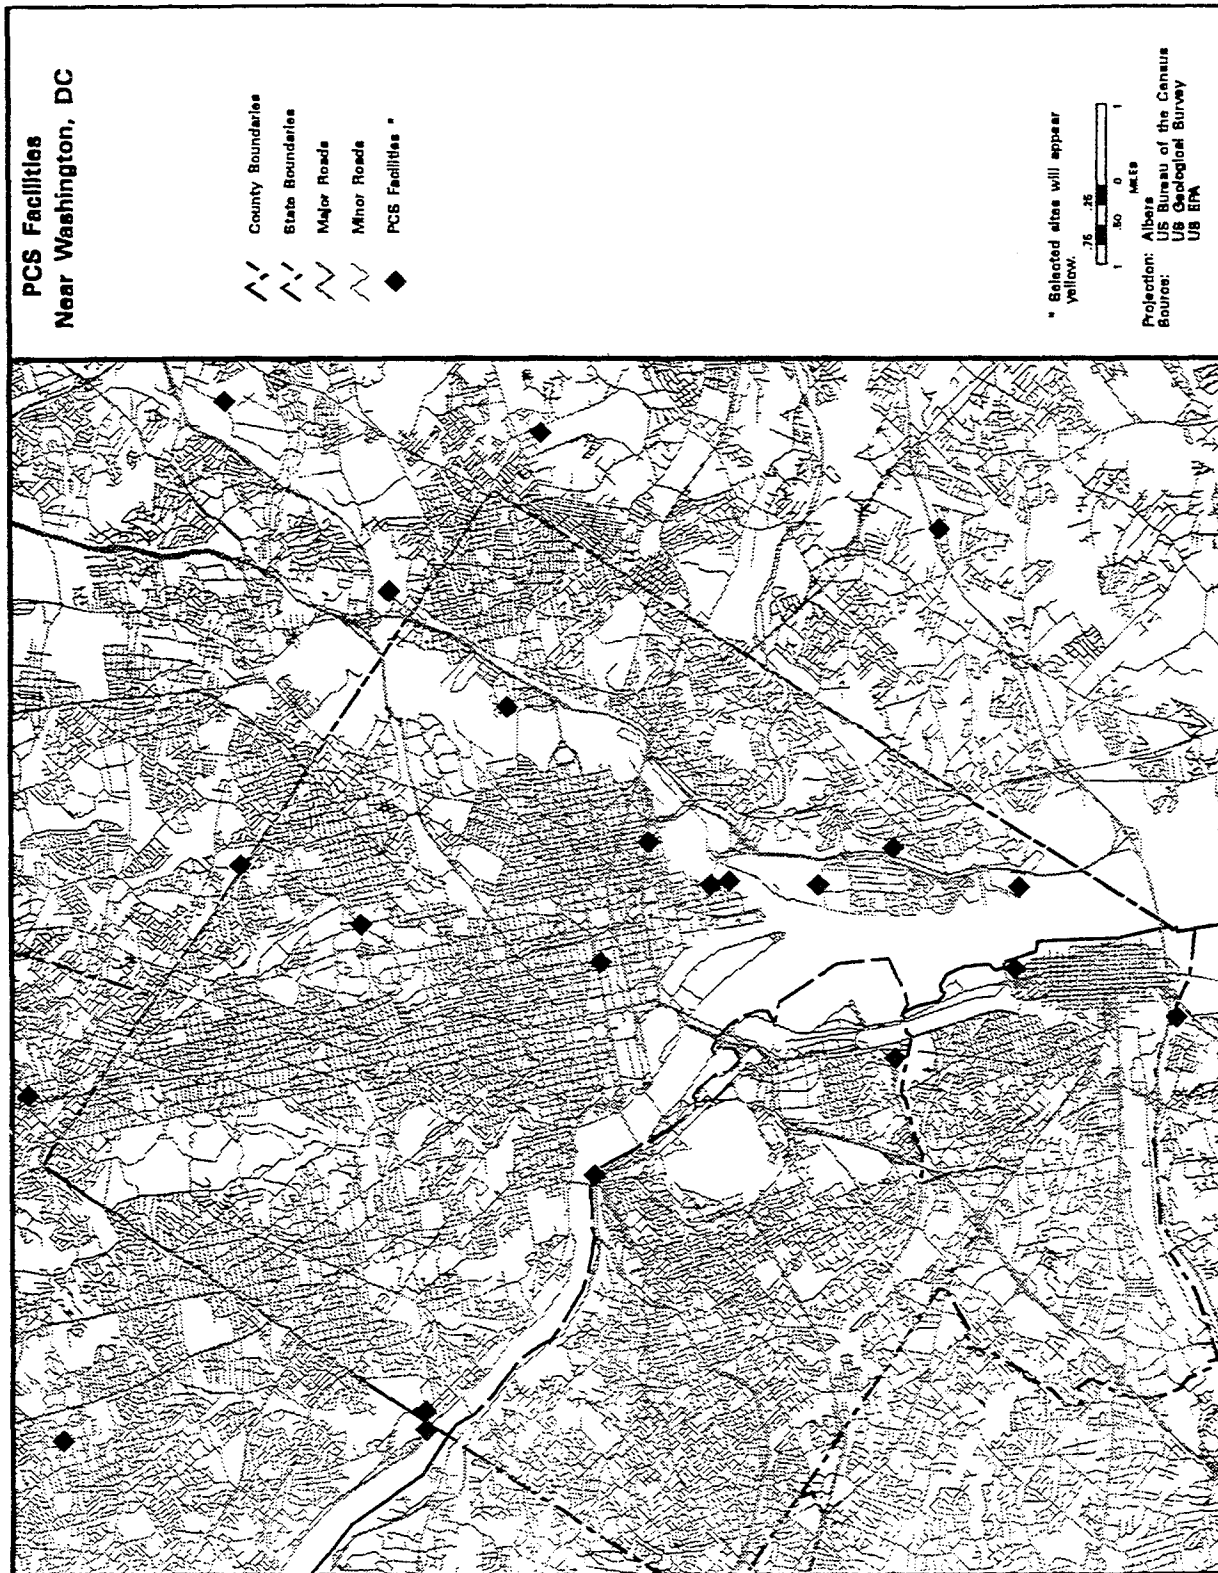 PCS Facilities
Near Washington, DC
County Boundaries
State Boundaries
Major Roads
Minor Roads
PCS Facilities *
* Selected sites will appear
yellow.
.75 .25
1 .50 0 1
MILES
Projection: Albers
Source: US Bureau of the Census
US Geological Survey
US EPA